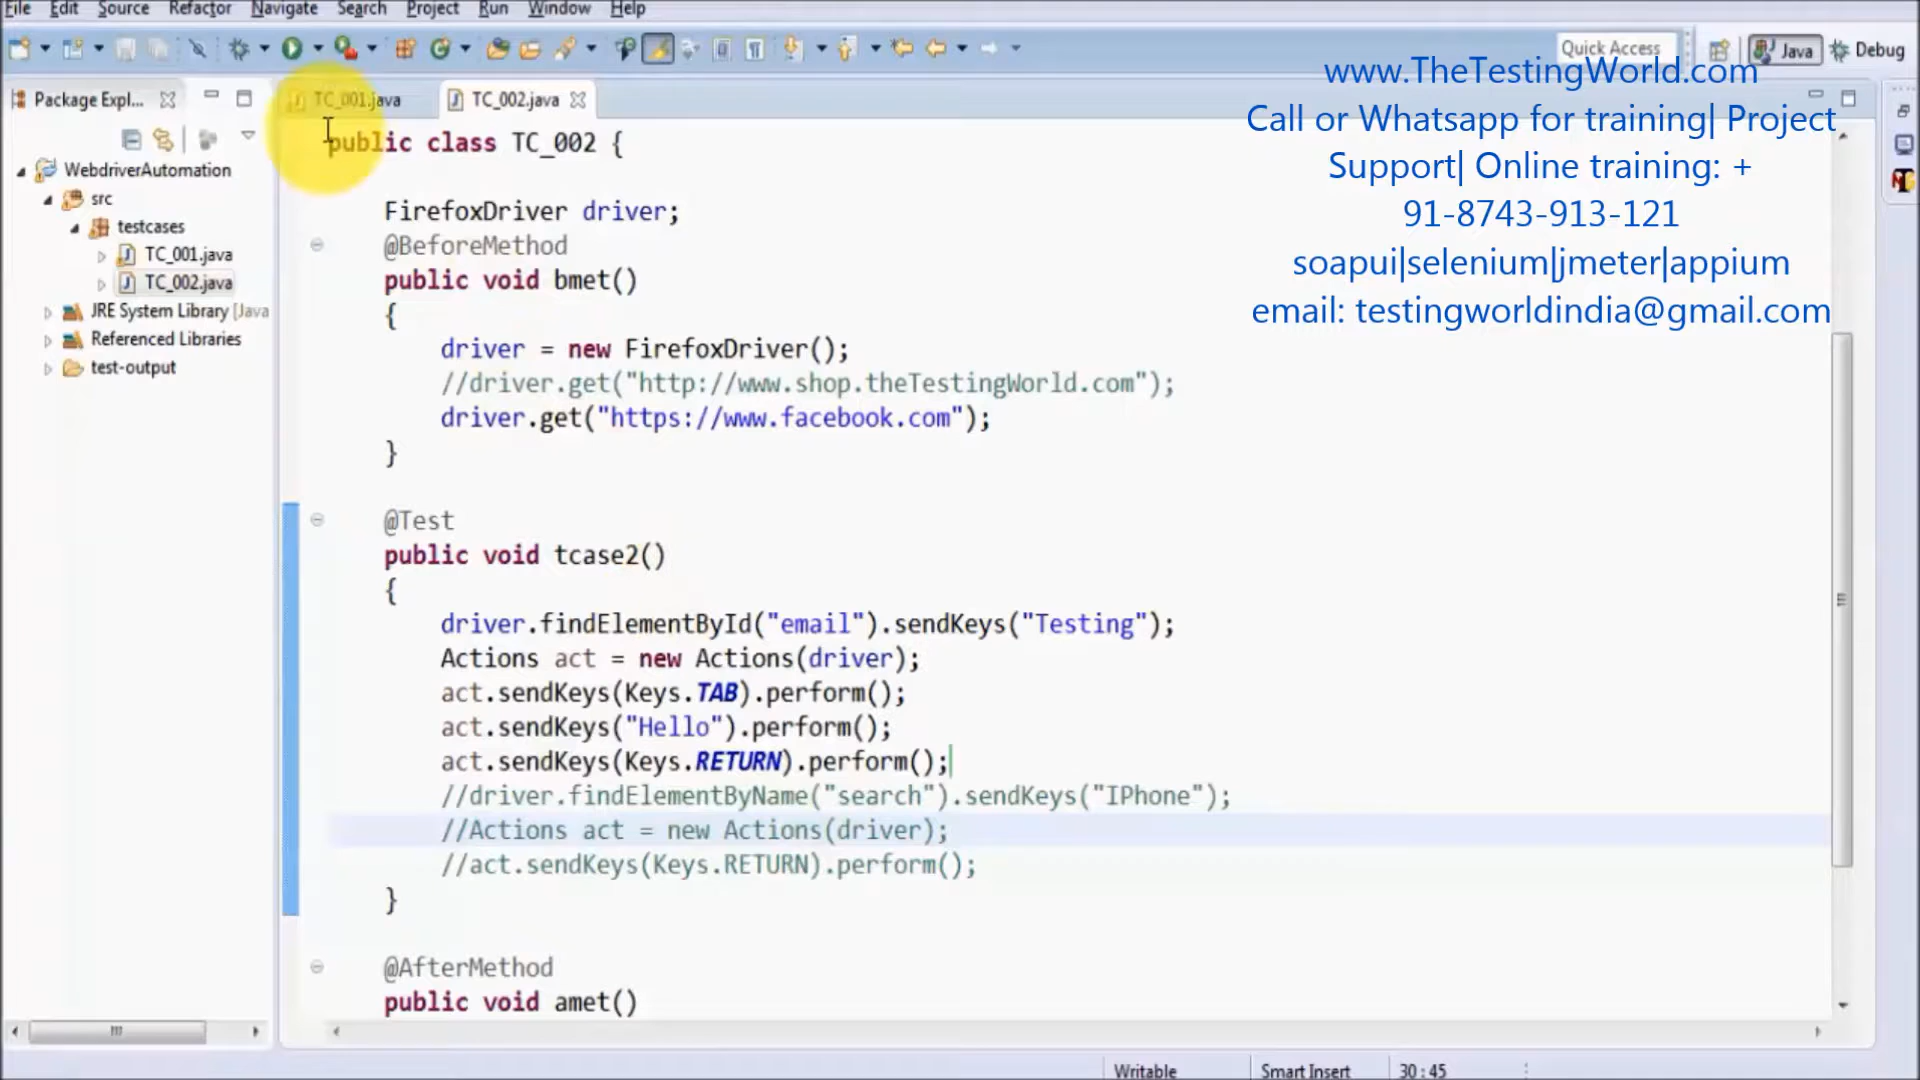 File Edit Source Refactor Navigate Search Project Run Window Help
Quick Access
Java
Debug
Package Expl...
TC_001.java
TC_002.java
www.TheTestingWorld.com
Call or Whatsapp for training| Project
Support| Online training: +
91-8743-913-121
soapui|selenium|jmeter|appium
email: testingworldindia@gmail.com
WebdriverAutomation
src
testcases
TC_001.java
TC_002.java
JRE System Library [Java
Referenced Libraries
test-output
public class TC_002 {
FirefoxDriver driver;
@BeforeMethod
public void bmet()
{
driver = new FirefoxDriver();
//driver.get("http://www.shop.theTestingWorld.com");
driver.get("https://www.facebook.com");
}
@Test
public void tcase2()
{
driver.findElementById("email").sendKeys("Testing");
Actions act = new Actions(driver);
act.sendKeys(Keys.TAB).perform();
act.sendKeys("Hello").perform();
act.sendKeys(Keys.RETURN).perform();
//driver.findElementByName("search").sendKeys("IPhone");
//Actions act = new Actions(driver);
//act.sendKeys(Keys.RETURN).perform();
}
@AfterMethod
public void amet()
Writable
Smart Insert
30 : 45